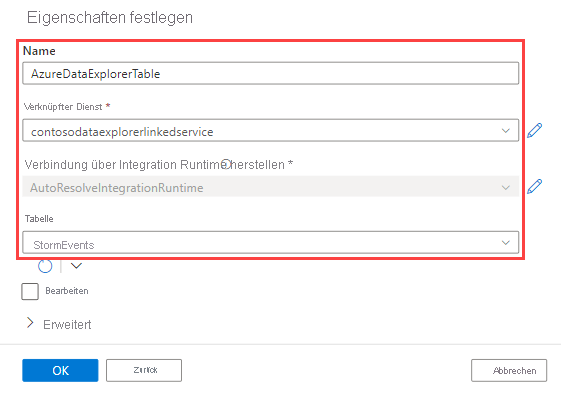 Eigenschaften festlegen
Name
AzureDataExplorerTable
Verknüpfter Dienst *
contosodataexplorerlinkedservice
Verbindung über Integration Runtime herstellen *
AutoResolveIntegrationRuntime
Tabelle
StormEvents
Bearbeiten
Erweitert
OK
Zurück
Abbrechen